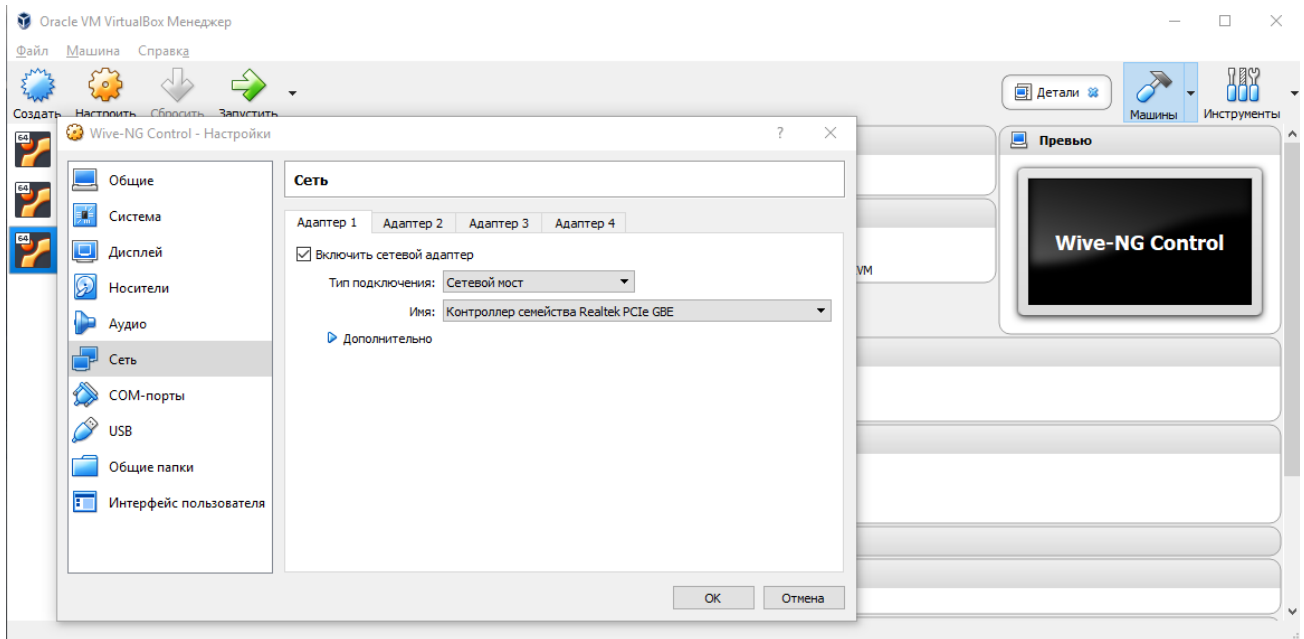 Oracle VM VirtualBox Менеджер
Файл Машина Справка
Создать Настроить Сбросить Запустить
Детали
Машины
Инструменты
64
64
64
Wive-NG Control - Настройки
?
Общие
Система
Дисплей
Носители
Аудио
Сеть
COM-порты
USB
Общие папки
Интерфейс пользователя
Сеть
Адаптер 1 Адаптер 2 Адаптер 3 Адаптер 4
Включить сетевой адаптер
Тип подключения: Сетевой мост
Имя: Контроллер семейства Realtek PCIe GBE
Дополнительно
OK Отмена
VM
Превью
Wive-NG Control